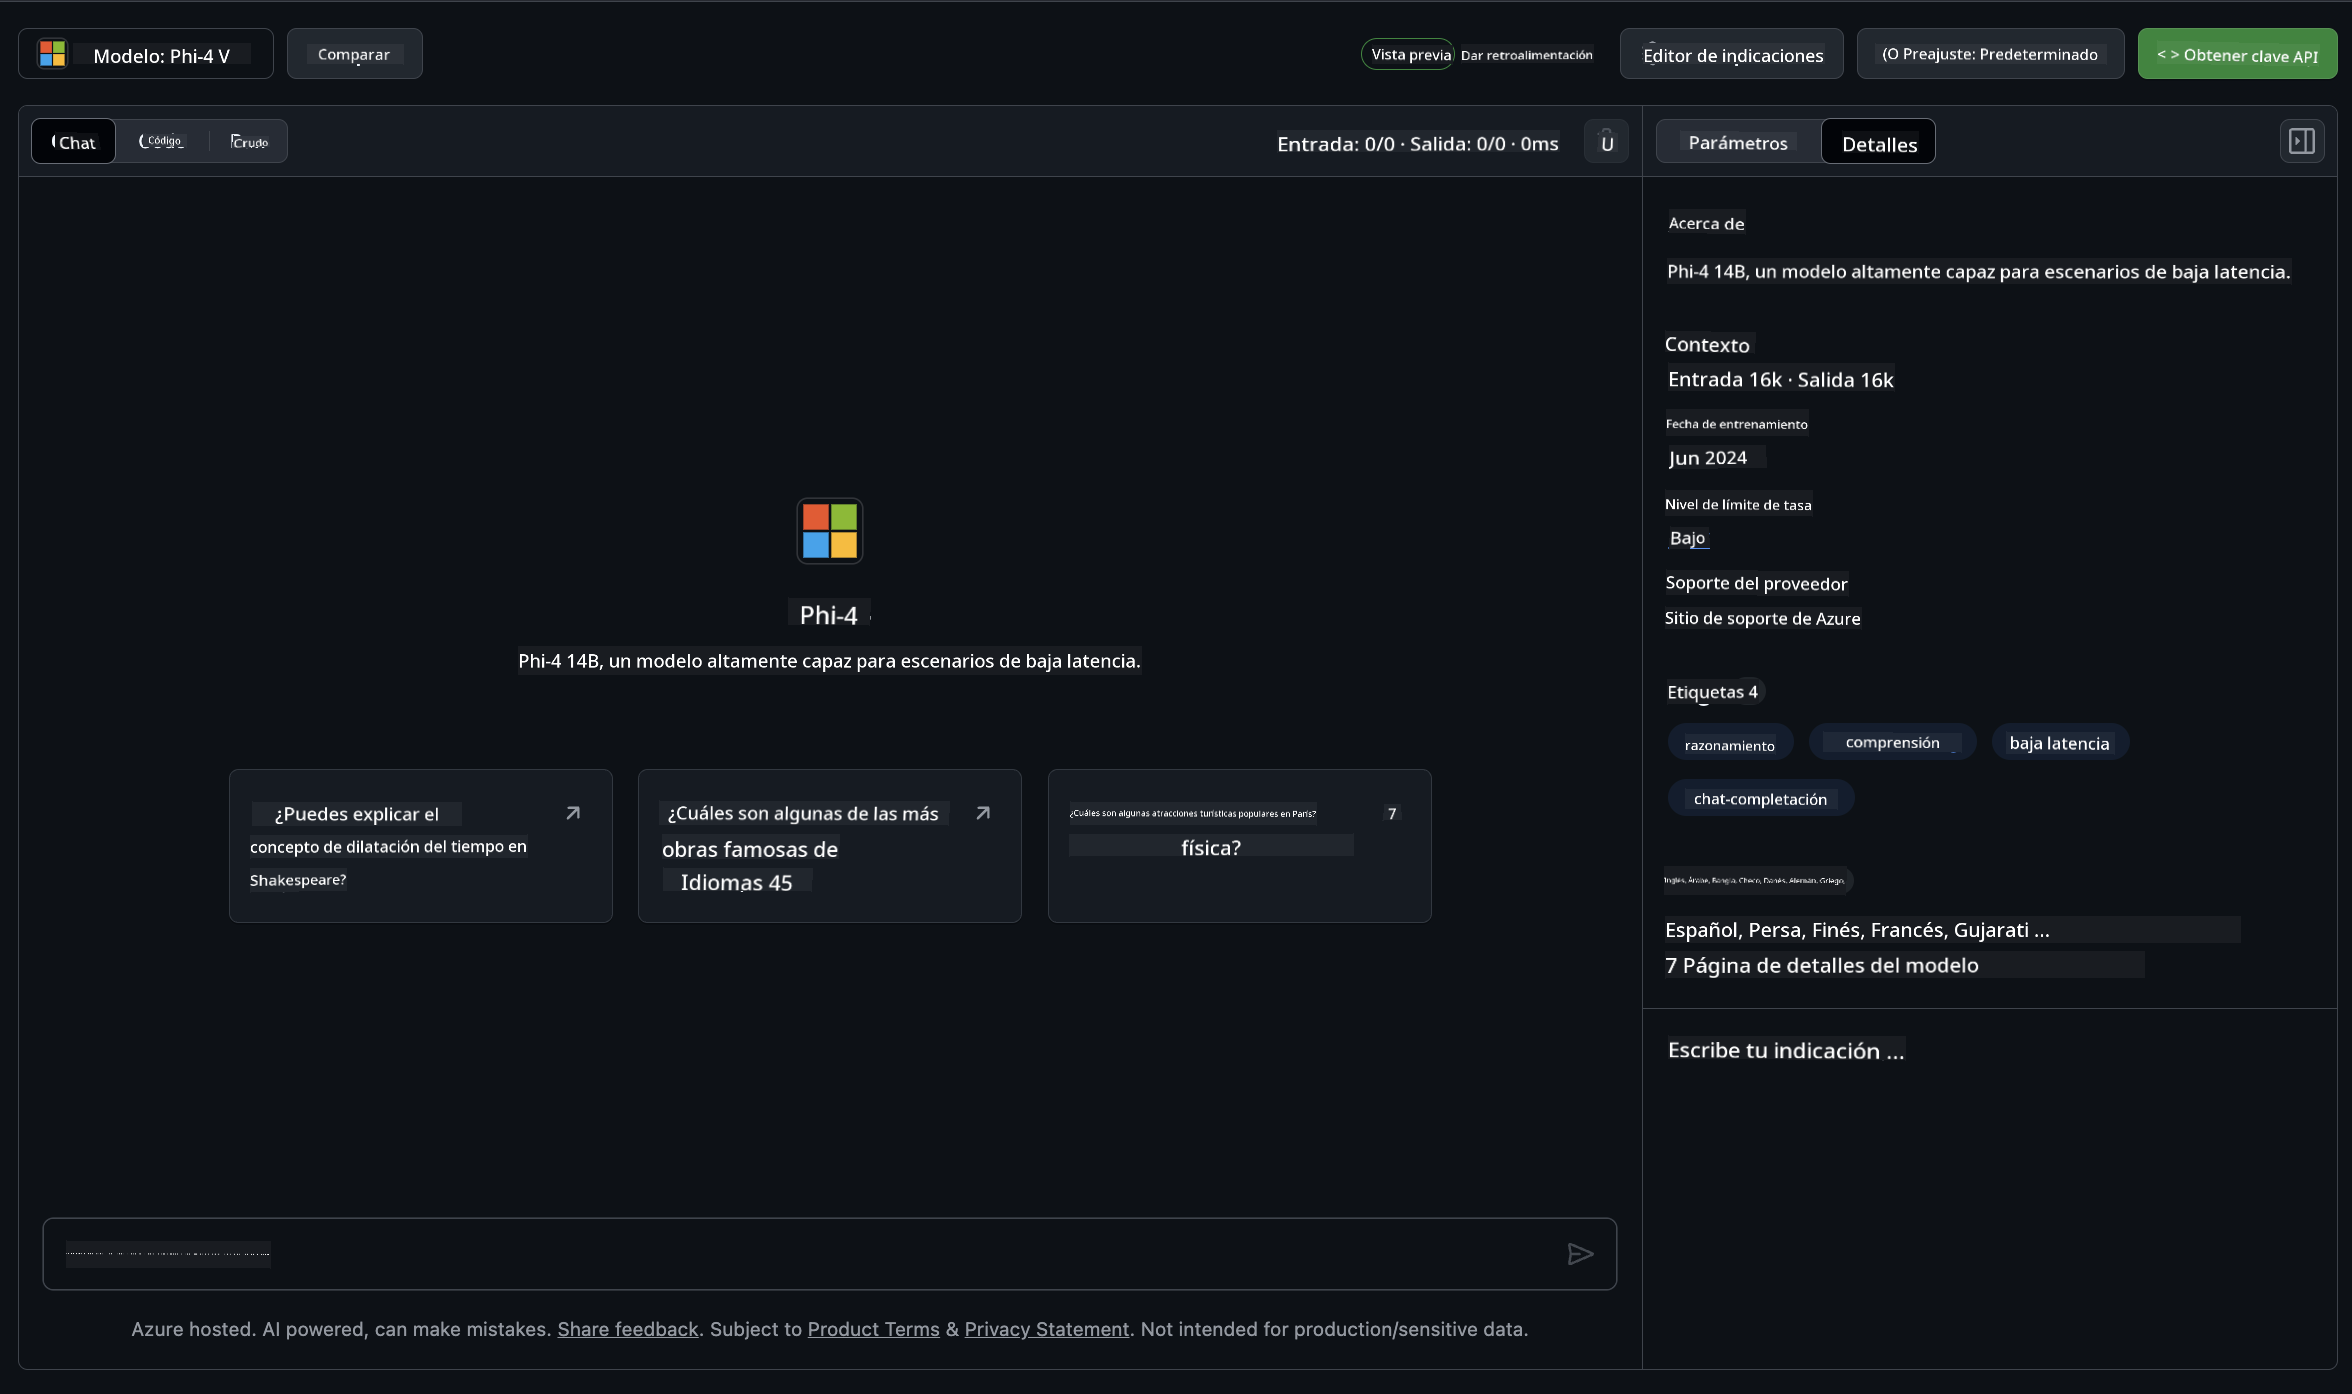 Modelo: Phi-4 V
Comparar
Vista previa
Dar retroalimentación
Editor de indicaciones
(O Preajuste: Predeterminado
< > Obtener clave API
Chat
Código
Crudo
Entrada: 0/0 · Salida: 0/0 · 0ms
U
Parámetros
Detalles
Phi-4
Phi-4 14B, un modelo altamente capaz para escenarios de baja latencia.
¿Puedes explicar el
concepto de dilatación del tiempo en
Shakespeare?
¿Cuáles son algunas de las más
obras famosas de
Idiomas 45
¿Cuáles son algunas atracciones turísticas populares en París?
7
física?
Azure hosted. AI powered, can make mistakes. Share feedback. Subject to Product Terms & Privacy Statement. Not intended for production/sensitive data.
Acerca de
Phi-4 14B, un modelo altamente capaz para escenarios de baja latencia.
Contexto
Entrada 16k · Salida 16k
Fecha de entrenamiento
Jun 2024
Nivel de límite de tasa
Bajo
Soporte del proveedor
Sitio de soporte de Azure
Etiquetas 4
razonamiento
comprensión
baja latencia
chat-completación
Inglés, Árabe, Bangla, Checo, Danés, Alemán, Griego,
Español, Persa, Finés, Francés, Gujarati ...
7 Página de detalles del modelo
Escribe tu indicación ...